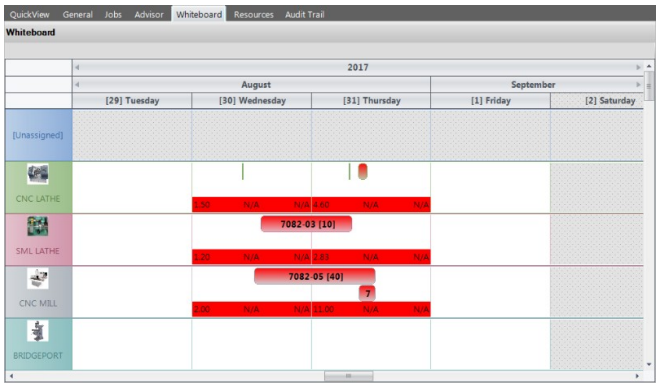 QuickView General Jobs Advisor Whiteboard Resources Audit Trail
Whiteboard
2017
August September
[29] Tuesday [30] Wednesday [31] Thursday [1] Friday [2] Saturday
[Unassigned]
CNC LATHE
1.50 N/A N/A 4.60 N/A N/A
7082-03 [10]
SML LATHE
1.20 N/A N/A 2.83 N/A N/A
7082-05 [40]
7
CNC MILL
2.00 N/A N/A 11.00 N/A N/A
BRIDGEPORT